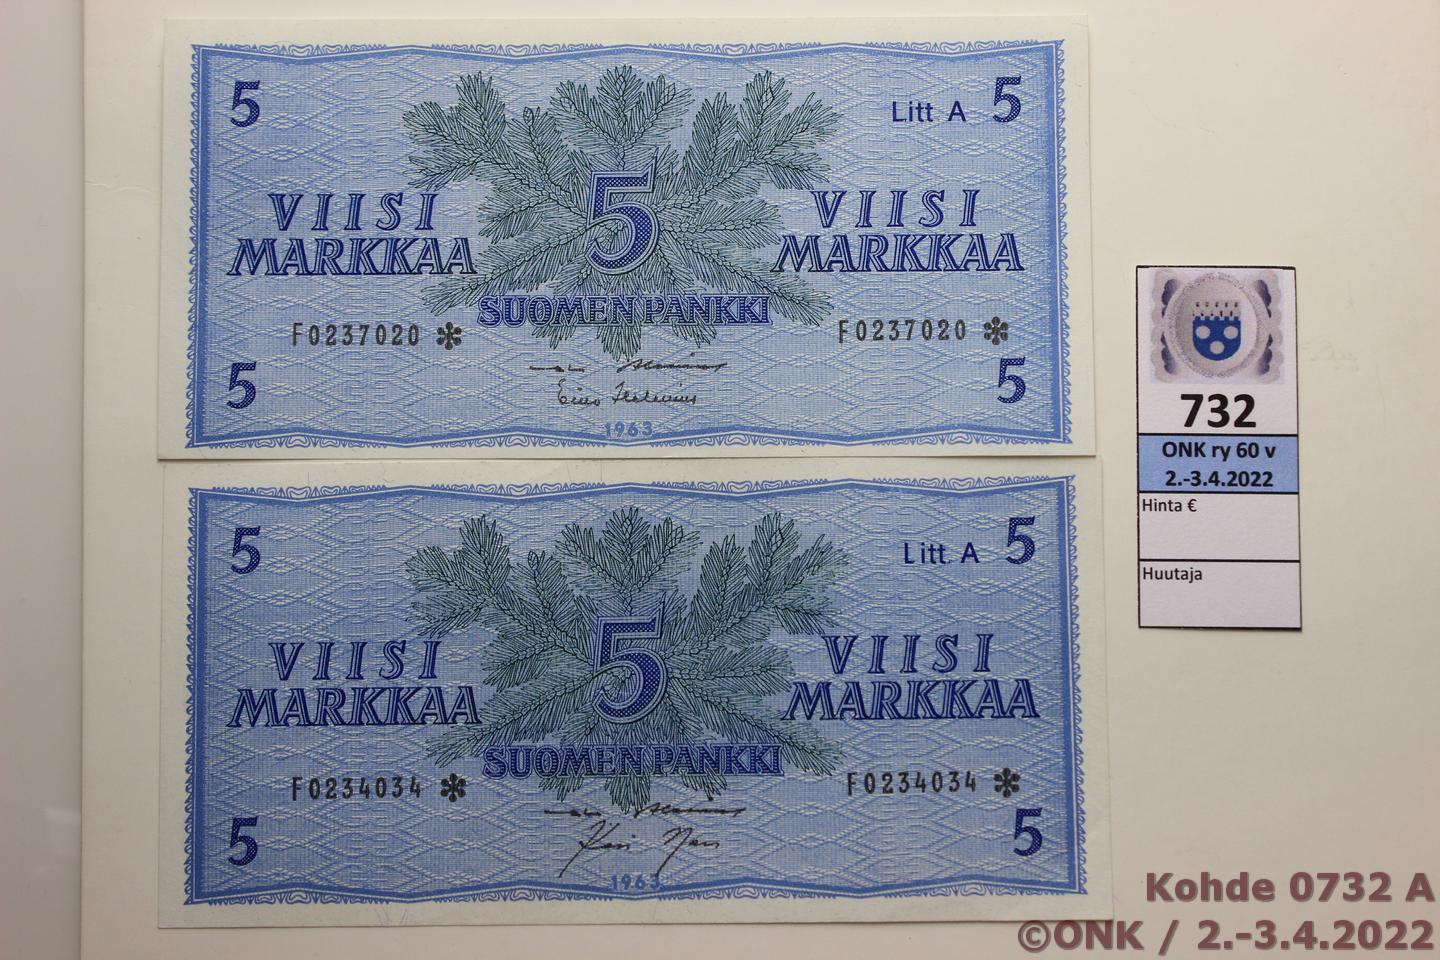 5 Litt A 5
VIISI VIISI
MARKKAA 5 MARKKAA
SUOMEN PANKKI
F0237020 * F0237020 *
5 5
1963
5 Litt. A 5
VIISI VIISI
MARKKAA 5 MARKKAA
SUOMEN PANKKI
F0234034 * F0234034 *
5 5
1963
732
ONK ry 60 v
2.-3.4.2022
Hinta €
Huutaja
Kohde 0732 A
©ONK / 2.-3.4.2022